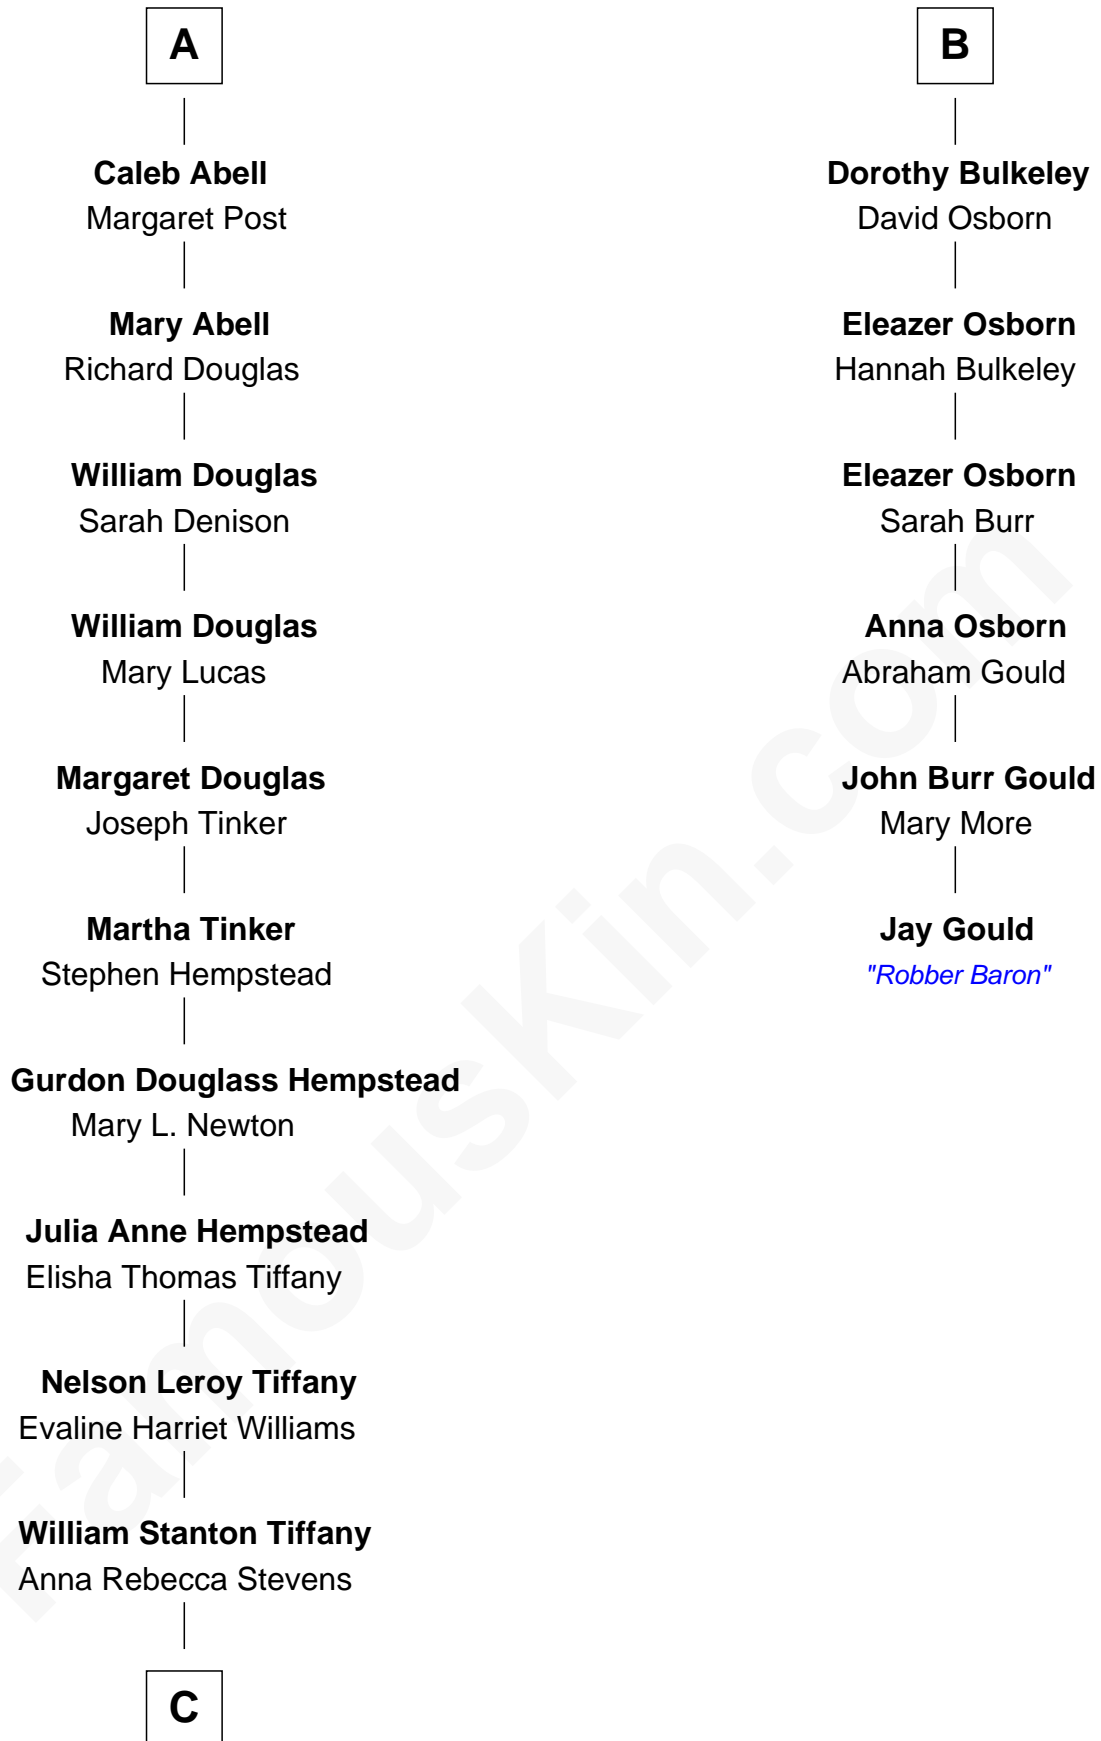 A
Caleb Abell
Margaret Post
Mary Abell
Richard Douglas
William Douglas
Sarah Denison
William Douglas
Mary Lucas
Margaret Douglas
Joseph Tinker
Martha Tinker
Stephen Hempstead
Gurdon Douglass Hempstead
Mary L. Newton
Julia Anne Hempstead
Elisha Thomas Tiffany
Nelson Leroy Tiffany
Evaline Harriet Williams
William Stanton Tiffany
Anna Rebecca Stevens
C
B
Dorothy Bulkeley
David Osborn
Eleazer Osborn
Hannah Bulkeley
Eleazer Osborn
Sarah Burr
Anna Osborn
Abraham Gould
John Burr Gould
Mary More
Jay Gould
"Robber Baron"
FamousKin.com